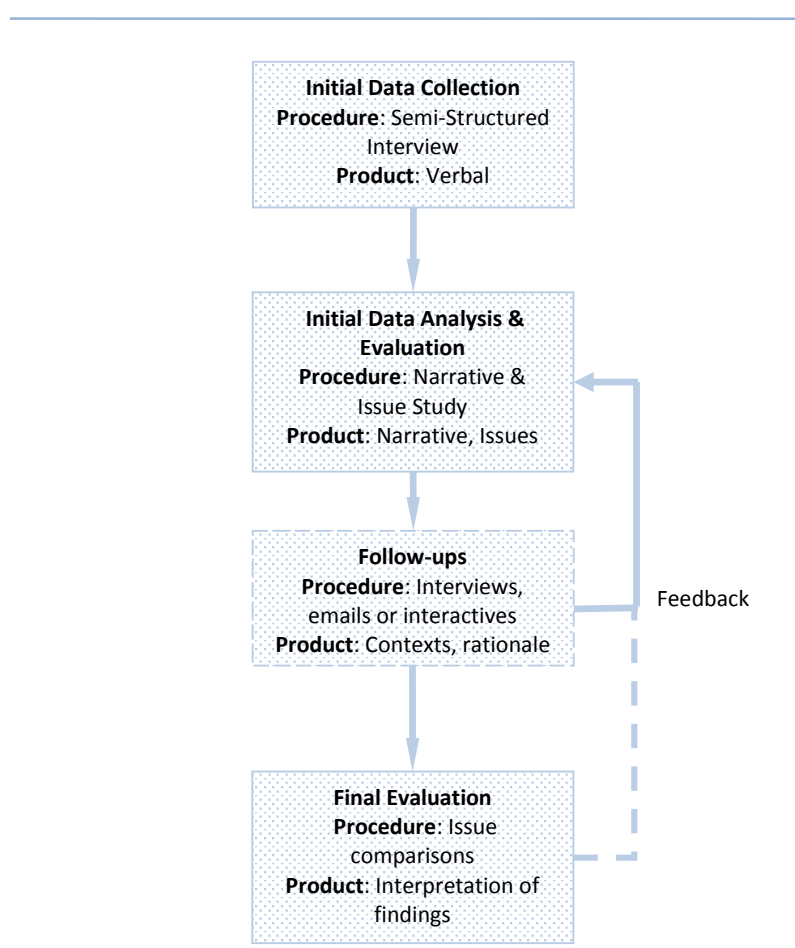 Initial Data Collection
Procedure: Semi-Structured
Interview
Product: Verbal
Initial Data Analysis &
Evaluation
Procedure: Narrative &
Issue Study
Product: Narrative, Issues
Follow-ups
Procedure: Interviews,
emails or interactives
Product: Contexts, rationale
Feedback
Final Evaluation
Procedure: Issue
comparisons
Product: Interpretation of
findings